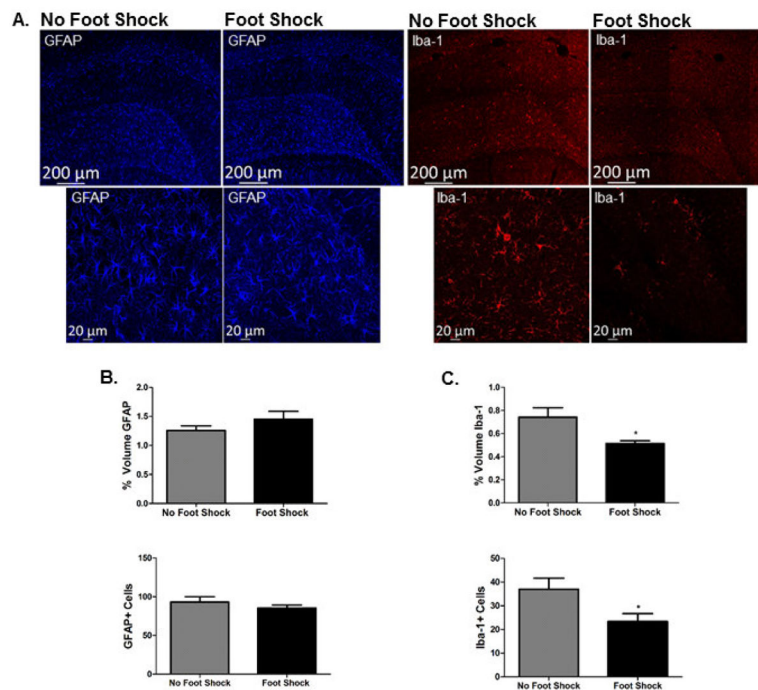 A. No Foot Shock Foot Shock No Foot Shock Foot Shock
GFAP GFAP Iba-1 Iba-1
200 µm 200 µm 200 µm 200 µm
GFAP GFAP Iba-1 Iba-1
20 µm 20 µm 20 µm 20 µm
B.
% Volume GFAP
2.0
1.5
1.0
0.5
0.0
No Foot Shock Foot Shock
GFAP+ Cells
150
100
50
0
No Foot Shock Foot Shock
C.
% Volume Iba-1
1.0
0.8
0.6
0.4
0.2
0.0
*
No Foot Shock Foot Shock
Iba-1+ Cells
50
40
30
20
10
0
*
No Foot Shock Foot Shock